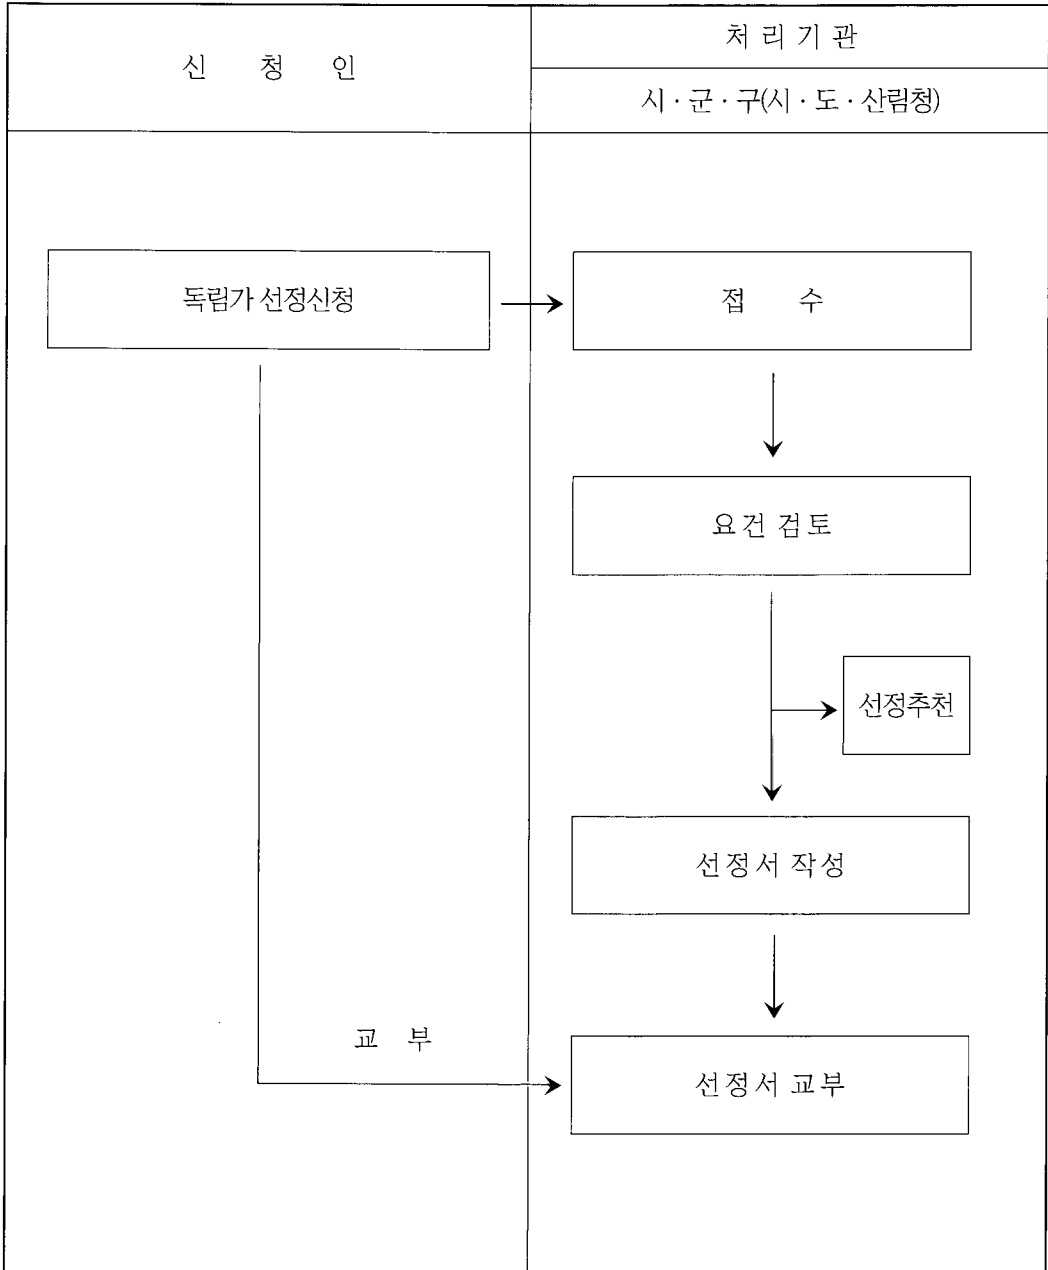 신 청 인
처 리 기 관
시 · 군 · 구(시 · 도 · 산림청)
독림가 선정신청
접 수
요 건 검 토
선정추천
선 정 서 작 성
교 부
선 정 서 교 부